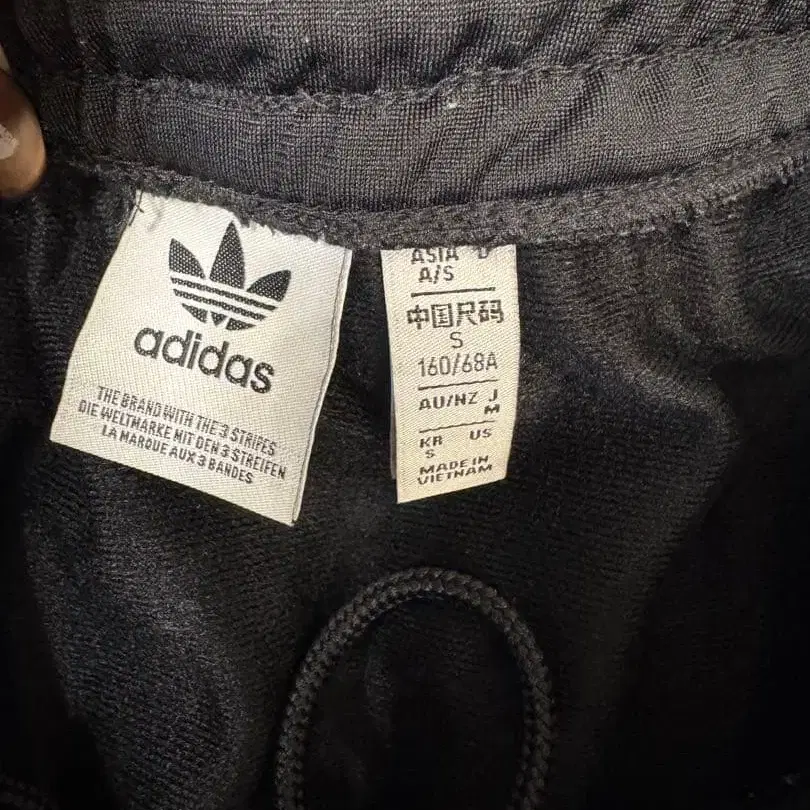 adidas
THE BRAND WITH THE 3 STRIPES
DIE WELTMARKE MIT DEN 3 STREIFEN
LA MARQUE AUX 3 BANDES
ASIA
A/S
中国尺码
S
160/68A
AU/NZ J
M
KR US
S
MADE IN
VIETNAM